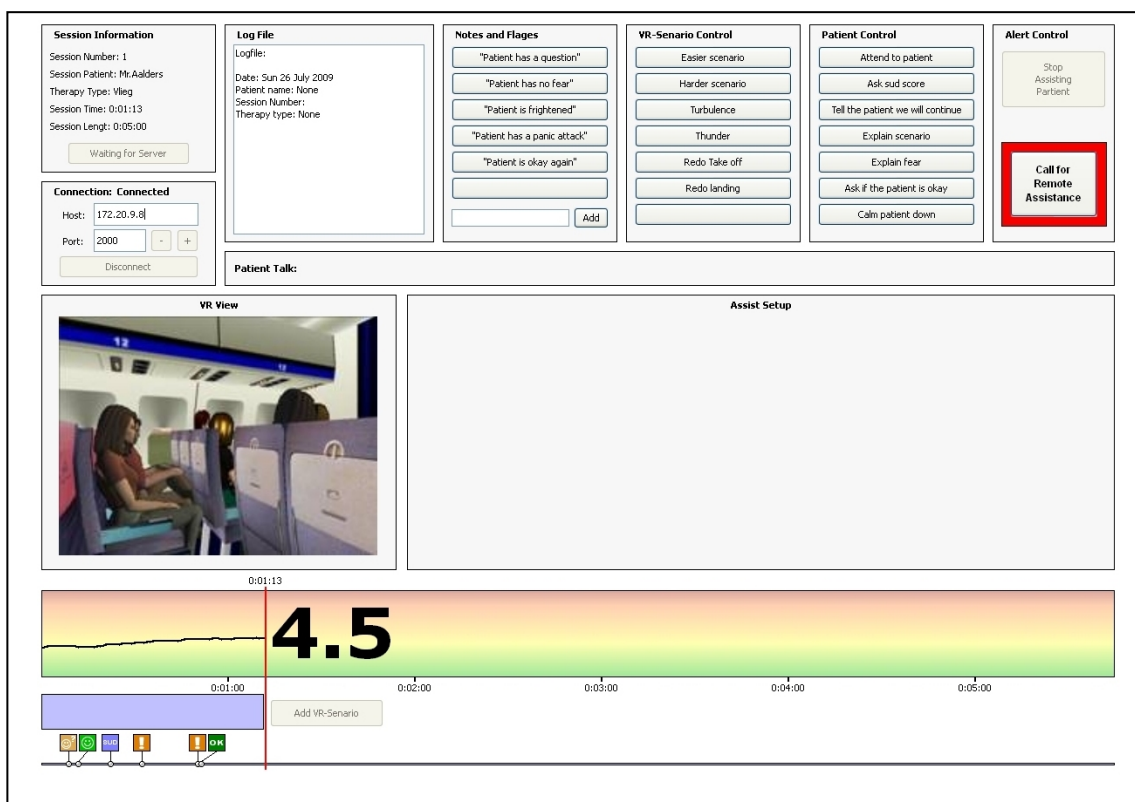 Session Information
Session Number: 1
Session Patient: Mr.Aalders
Therapy Type: Vlieg
Session Time: 0:01:13
Session Lengt: 0:05:00
Waiting for Server
Connection: Connected
Host: 172.20.9.8
Port: 2000 - +
Disconnect
Log File
Logfile:
Date: Sun 26 July 2009
Patient name: None
Session Number:
Therapy type: None
Notes and Flages
"Patient has a question"
"Patient has no fear"
"Patient is frightened"
"Patient has a panic attack"
"Patient is okay again"
Add
VR-Senario Control
Easier scenario
Harder scenario
Turbulence
Thunder
Redo Take off
Redo landing
Patient Control
Attend to patient
Ask sud score
Tell the patient we will continue
Explain scenario
Explain fear
Ask if the patient is okay
Calm patient down
Alert Control
Stop
Assisting
Partient
Call for
Remote
Assistance
Patient Talk:
VR View
12
12
Assist Setup
0:01:13
4.5
0:01:00 0:02:00 0:03:00 0:04:00 0:05:00
Add VR-Senario
SUD ! ! OK